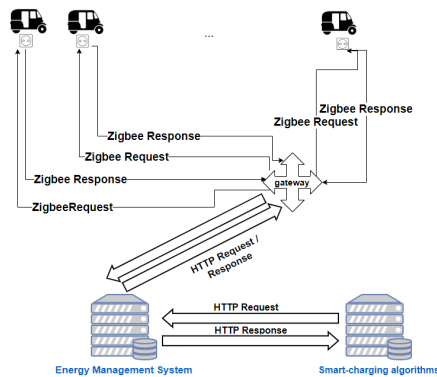 ...
Zigbee Response
Zigbee Request
Zigbee Response
Zigbee Request
Zigbee Response
ZigbeeRequest
gateway
HTTP Request /
Response
HTTP Request
HTTP Response
Energy Management System
Smart-charging algorithms